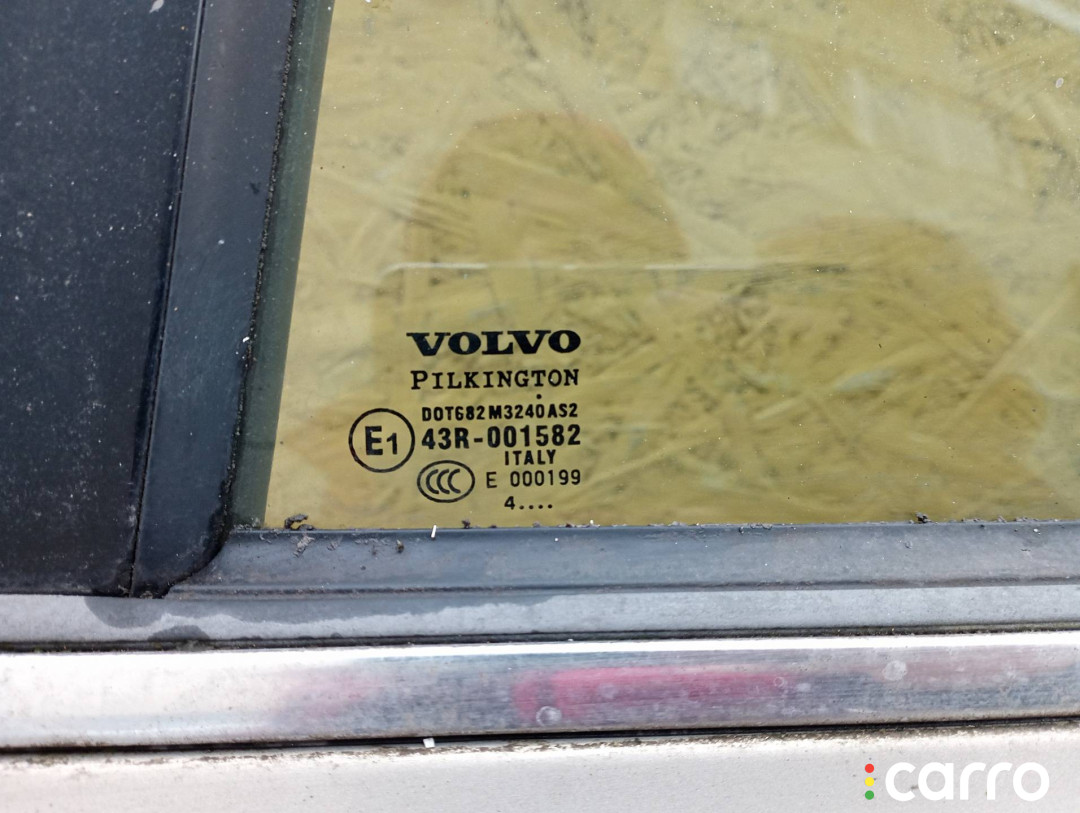 VOLVO
PILKINGTON
DOT682 M3240 AS2
E1
43R-001582
ITALY
CCC E 000199
4....
carro